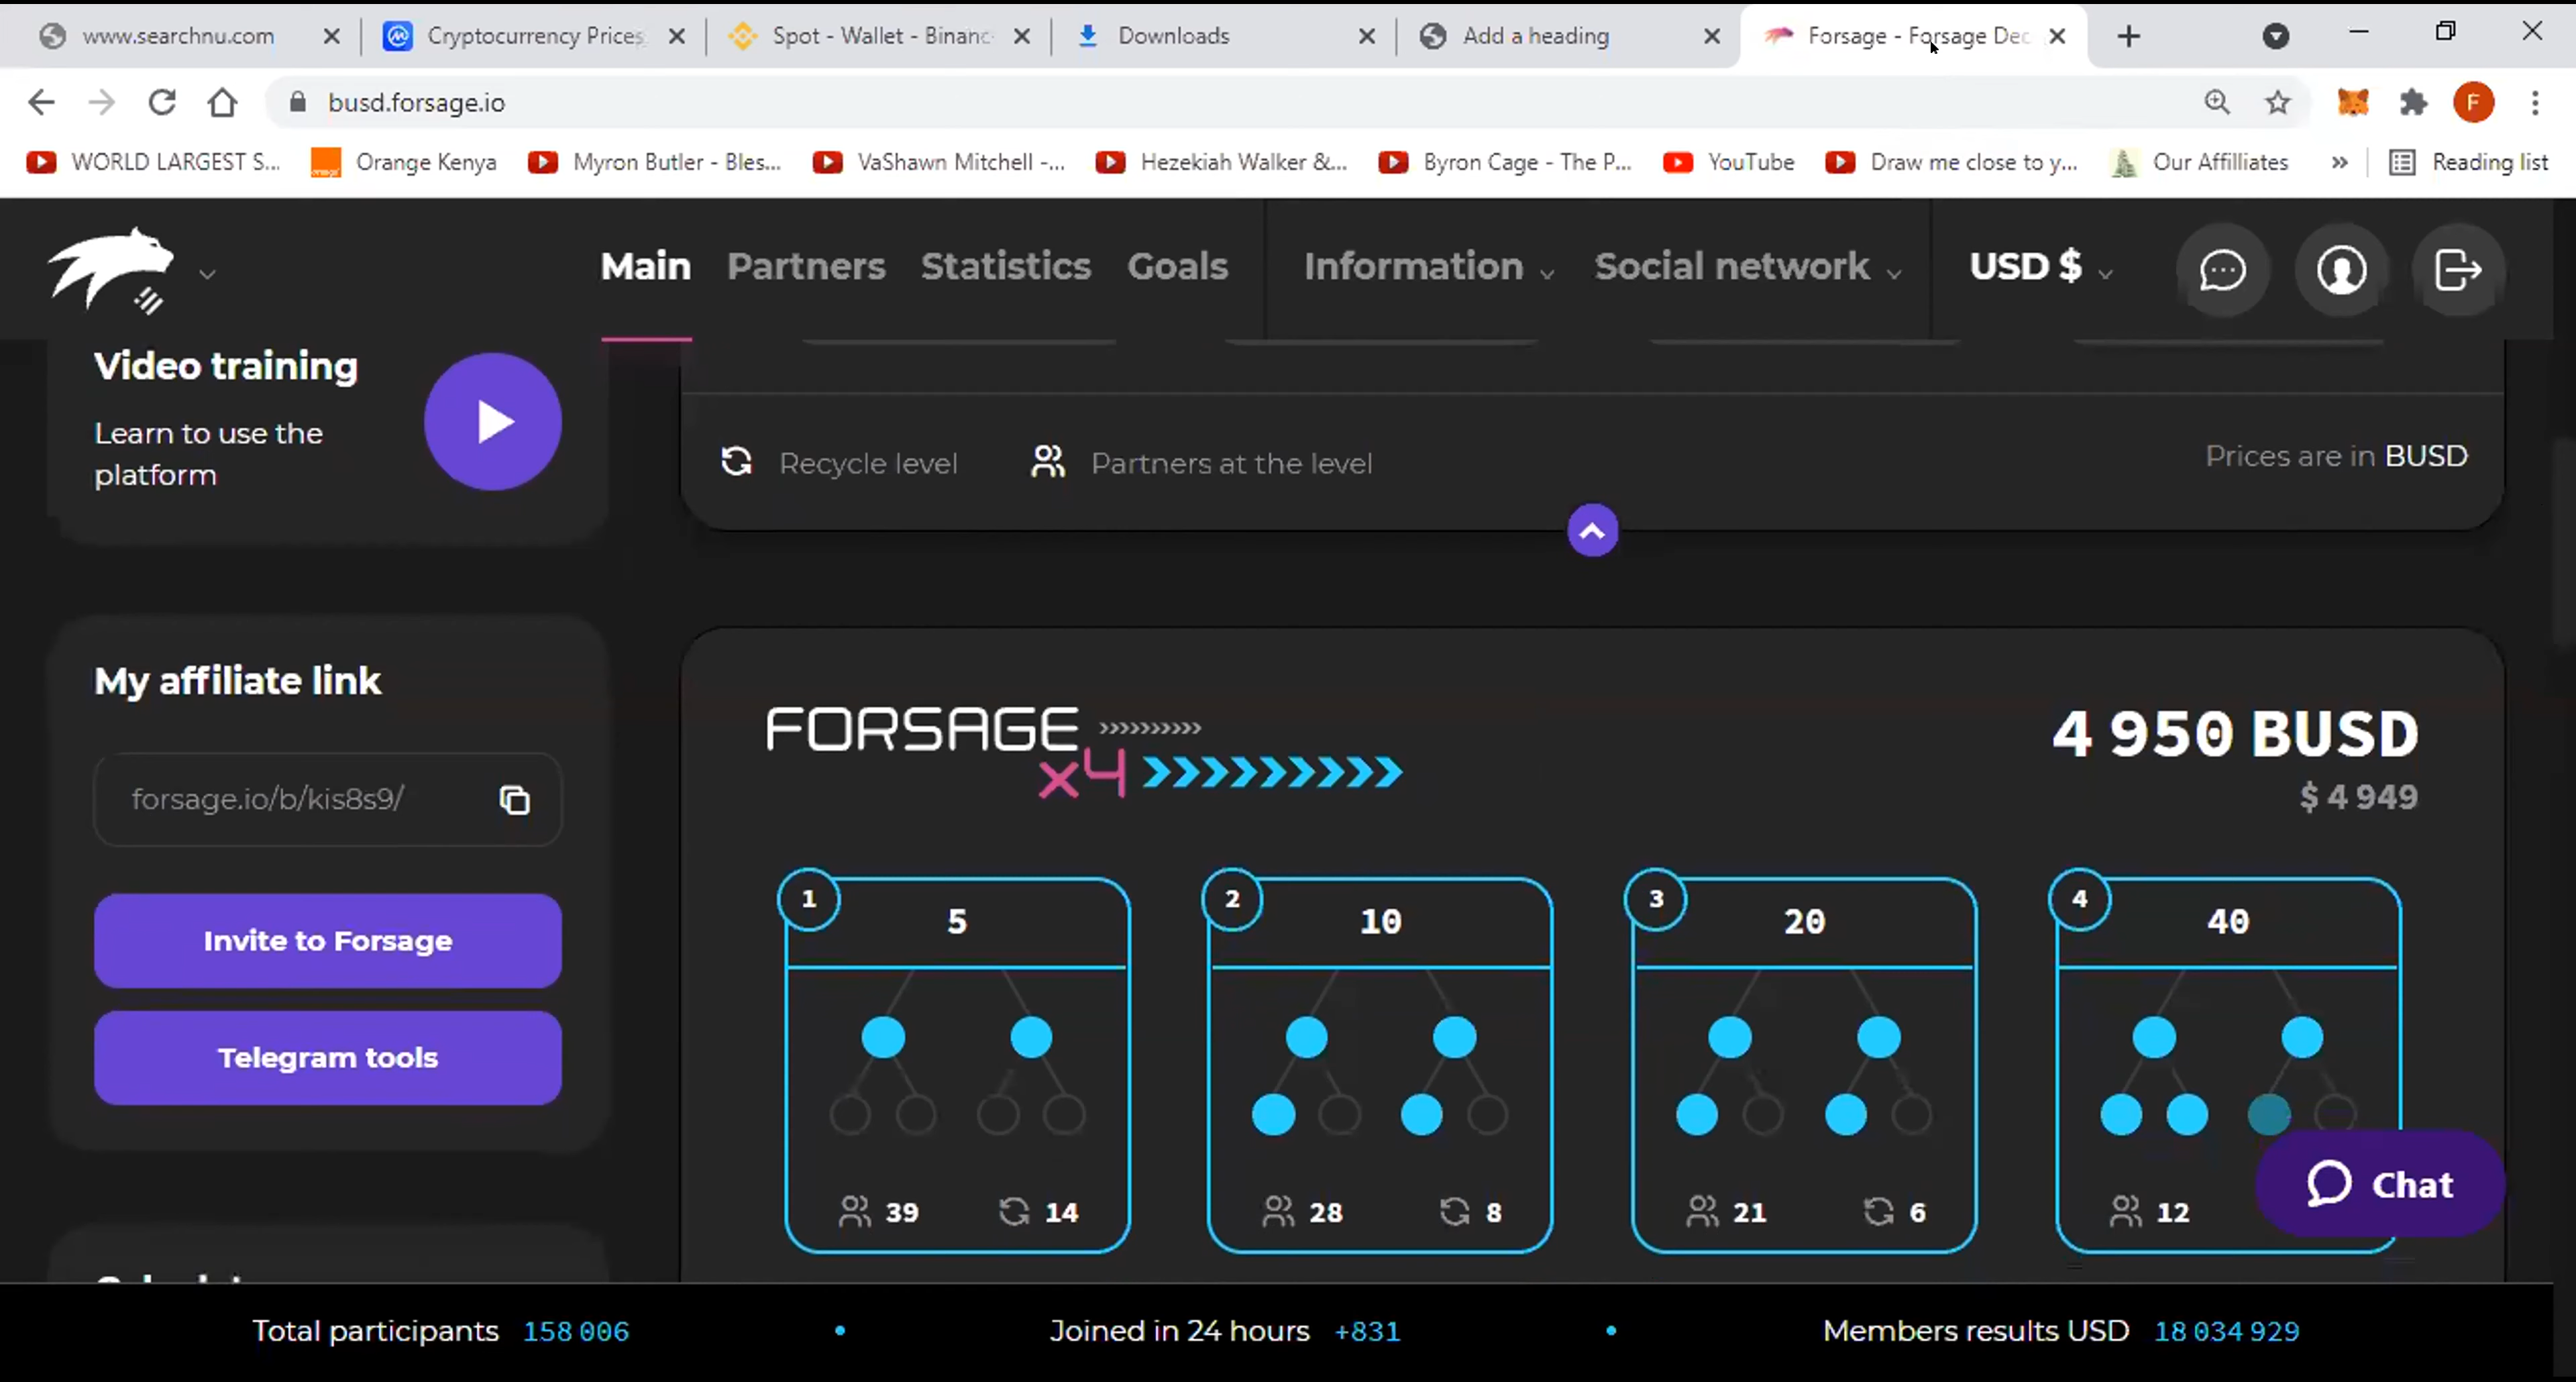 www.searchnu.com
Cryptocurrency Prices
Spot - Wallet - Binanc
Downloads
Add a heading
Forsage - Forsage Dec
busd.forsage.io
F
WORLD LARGEST S...
Orange Kenya
Myron Butler - Bles...
VaShawn Mitchell -...
Hezekiah Walker &...
Byron Cage - The P...
YouTube
Draw me close to y...
Our Affilliates
»
Reading list
Main
Partners
Statistics
Goals
Information
Social network
USD $
Video training
Learn to use the
platform
Recycle level
Partners at the level
Prices are in BUSD
My affiliate link
forsage.io/b/kis8s9/
Invite to Forsage
Telegram tools
FORSAGE
x4
4 950 BUSD
$ 4 949
1
5
39
14
2
10
28
8
3
20
21
6
4
40
12
Chat
Total participants 158 006
Joined in 24 hours +831
Members results USD 18 034 929